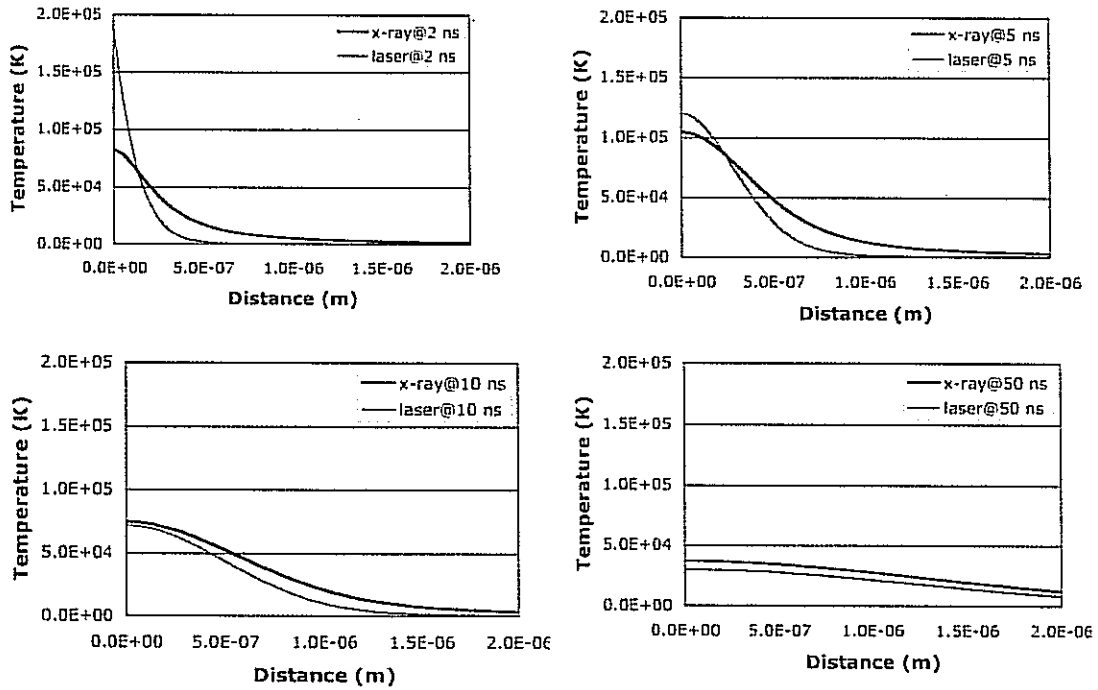 2.0E+05
1.5E+05
1.0E+05
5.0E+04
0.0E+00
Temperature (K)
x-ray@2 ns
laser@2 ns
0.0E+00 5.0E-07 1.0E-06 1.5E-06 2.0E-06
Distance (m)
2.0E+05
1.5E+05
1.0E+05
5.0E+04
0.0E+00
Temperature (K)
x-ray@5 ns
laser@5 ns
0.0E+00 5.0E-07 1.0E-06 1.5E-06 2.0E-06
Distance (m)
2.0E+05
1.5E+05
1.0E+05
5.0E+04
0.0E+00
Temperature (K)
x-ray@10 ns
laser@10 ns
0.0E+00 5.0E-07 1.0E-06 1.5E-06 2.0E-06
Distance (m)
2.0E+05
1.5E+05
1.0E+05
5.0E+04
0.0E+00
Temperature (K)
x-ray@50 ns
laser@50 ns
0.0E+00 5.0E-07 1.0E-06 1.5E-06 2.0E-06
Distance (m)